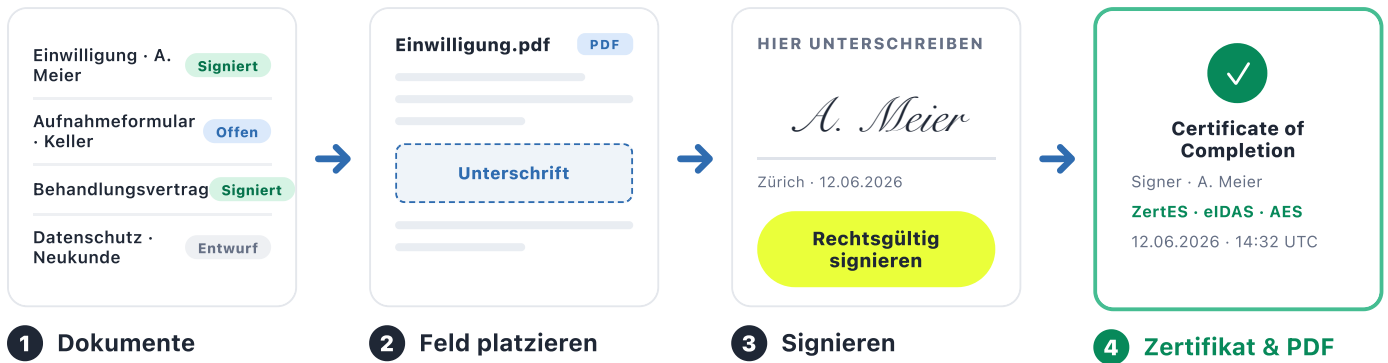 Einwilligung · A.
Meier
Signiert
Aufnahmeformular
· Keller
Offen
Behandlungsvertrag
Signiert
Datenschutz ·
Neukunde
Entwurf
1 Dokumente
Einwilligung.pdf
PDF
Unterschrift
2 Feld platzieren
HIER UNTERSCHREIBEN
A. Meier
Zürich · 12.06.2026
Rechtsgültig
signieren
3 Signieren
Certificate of
Completion
Signer · A. Meier
ZertES · eIDAS · AES
12.06.2026 · 14:32 UTC
4 Zertifikat & PDF